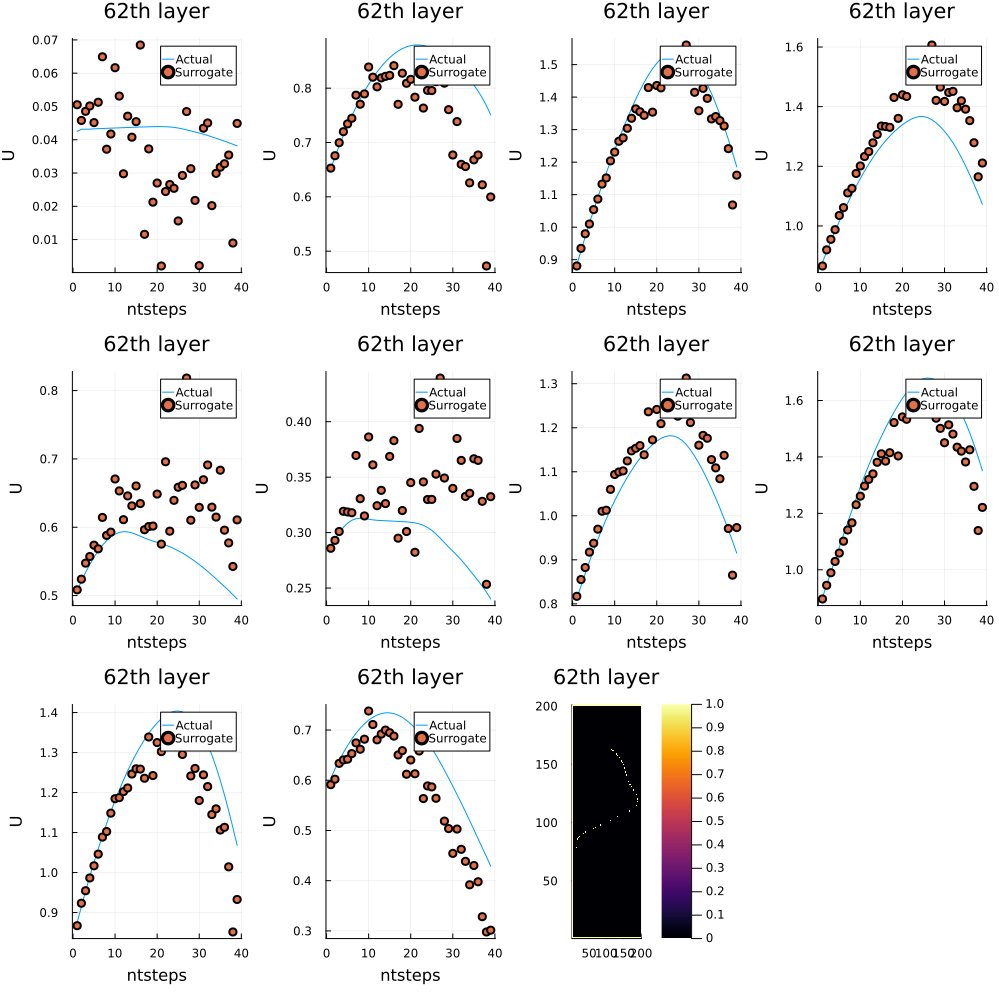 62th layer 62th layer 62th layer 62th layer
0.07
0.06
0.05
0.04
0.03
0.02
0.01
U
0 10 20 30 40
ntsteps
Actual
Surrogate
0.8
0.7
0.6
0.5
U
0 10 20 30 40
ntsteps
Actual
Surrogate
1.5
1.4
1.3
1.2
1.1
1.0
0.9
U
0 10 20 30 40
ntsteps
Actual
Surrogate
1.6
1.4
1.2
1.0
U
0 10 20 30 40
ntsteps
Actual
Surrogate
62th layer 62th layer 62th layer 62th layer
0.8
0.7
0.6
0.5
U
0 10 20 30 40
ntsteps
Actual
Surrogate
0.40
0.35
0.30
0.25
U
0 10 20 30 40
ntsteps
Actual
Surrogate
1.3
1.2
1.1
1.0
0.9
0.8
U
0 10 20 30 40
ntsteps
Actual
Surrogate
1.6
1.4
1.2
1.0
U
0 10 20 30 40
ntsteps
Actual
Surrogate
62th layer 62th layer 62th layer
1.4
1.3
1.2
1.1
1.0
0.9
U
0 10 20 30 40
ntsteps
Actual
Surrogate
0.7
0.6
0.5
0.4
0.3
U
0 10 20 30 40
ntsteps
Actual
Surrogate
200
150
100
50
50 100 150 200
1.0
0.9
0.8
0.7
0.6
0.5
0.4
0.3
0.2
0.1
0